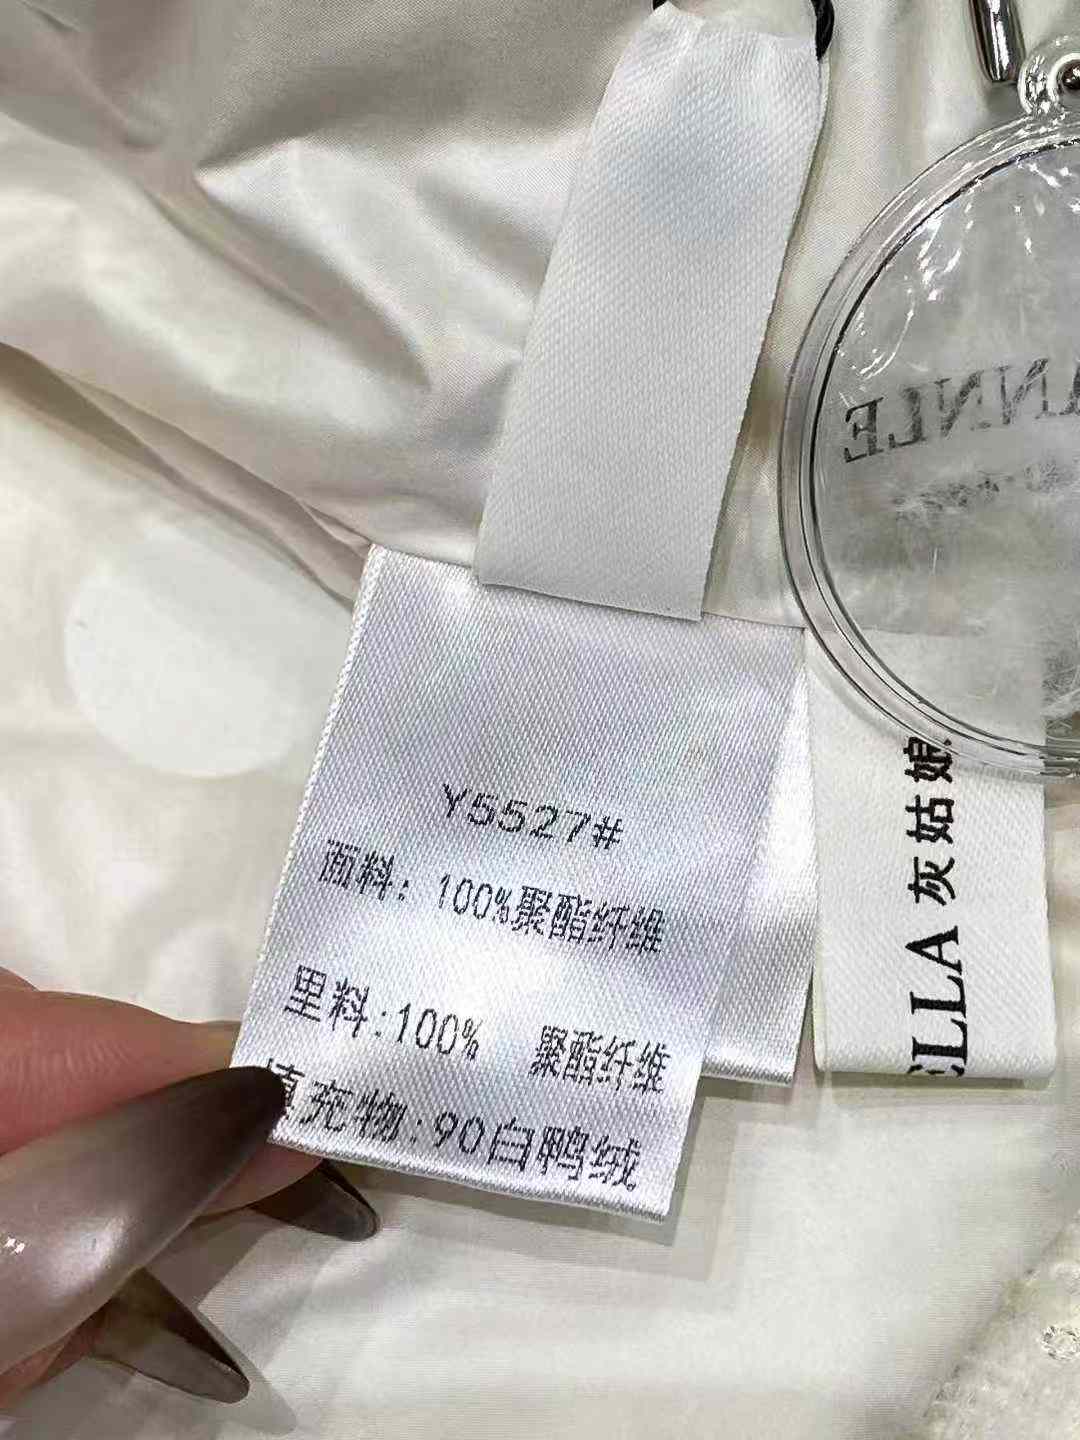 Y5527#
面料：100%聚酯纤维
里料:100% 聚酯纤维
填充物:90白鸭绒
ELLA 灰姑娘
ANNLE